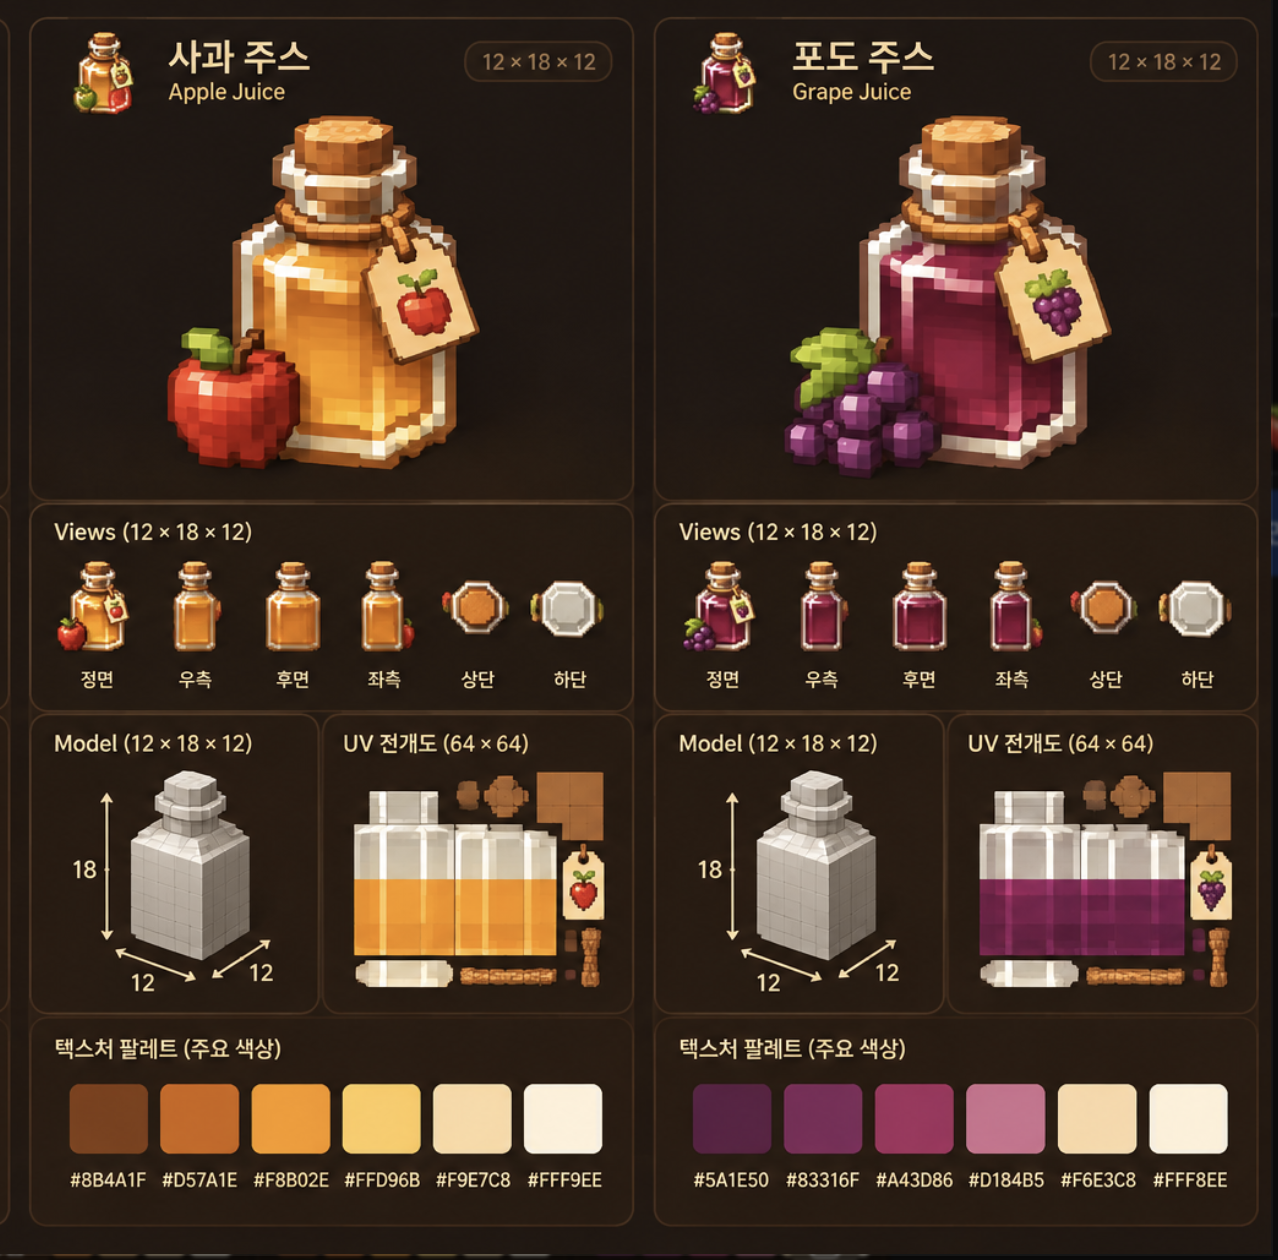 사과 주스
12 × 18 × 12
Apple Juice
Views (12 × 18 × 12)
정면 우측 후면 좌측 상단 하단
Model (12 × 18 × 12)
18
12
12
UV 전개도 (64 × 64)
텍스처 팔레트 (주요 색상)
#8B4A1F #D57A1E #F8B02E #FFD96B #F9E7C8 #FFF9EE
포도 주스
12 × 18 × 12
Grape Juice
Views (12 × 18 × 12)
정면 우측 후면 좌측 상단 하단
Model (12 × 18 × 12)
18
12
12
UV 전개도 (64 × 64)
텍스처 팔레트 (주요 색상)
#5A1E50 #83316F #A43D86 #D184B5 #F6E3C8 #FFF8EE